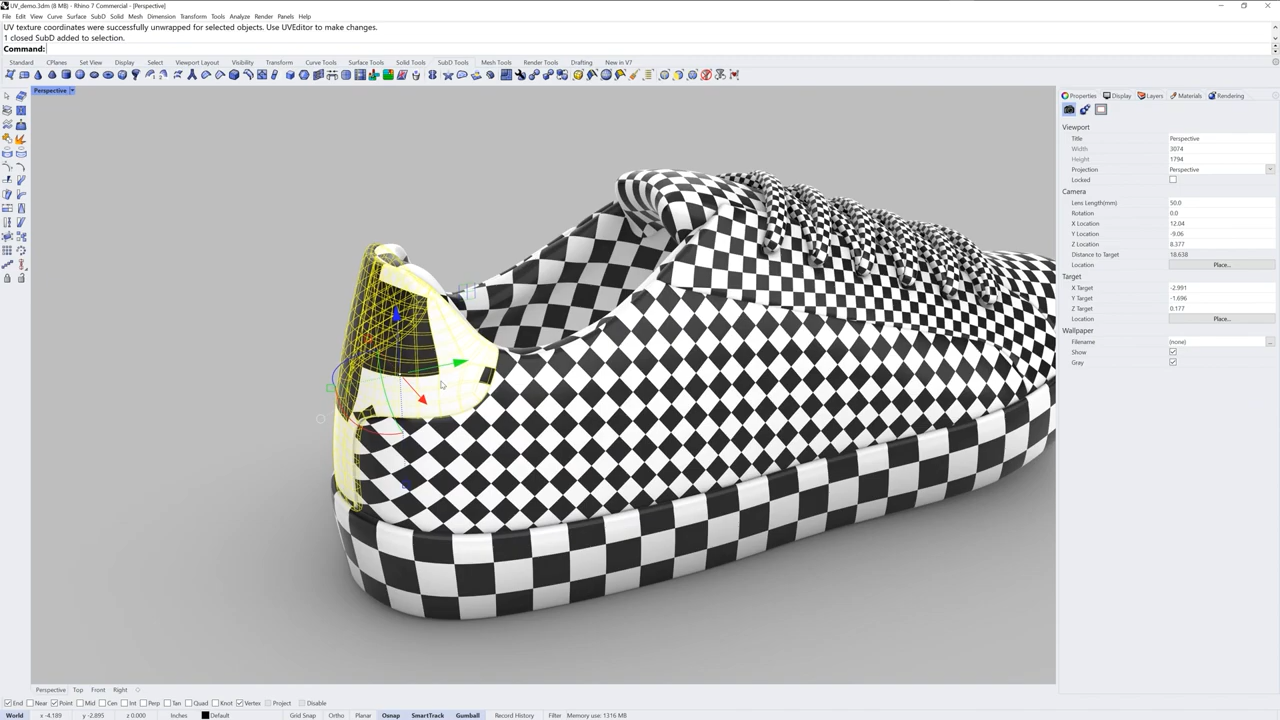 UV_demo.3dm (8 MB) - Rhino 7 Commercial - [Perspective]
File Edit View Curve Surface SubD Solid Mesh Dimension Transform Tools Analyze Render Panels Help
UV texture coordinates were successfully unwrapped for selected objects. Use UVEditor to make changes.
1 closed SubD added to selection.
Command:
Standard CPlanes Set View Display Select Viewport Layout Visibility Transform Curve Tools Surface Tools Solid Tools SubD Tools Mesh Tools Render Tools Drafting New in V7
Perspective
Properties Display Layers Materials Rendering
Viewport
Title Perspective
Width 3074
Height 1794
Projection Perspective
Locked
Camera
Lens Length(mm) 50.0
Rotation 0.0
X Location 12.04
Y Location -9.06
Z Location 8.377
Distance to Target 18.638
Location Place...
Target
X Target -2.991
Y Target -1.696
Z Target 0.177
Location Place...
Wallpaper
Filename (none) ...
Show
Gray
Perspective Top Front Right
End Near Point Mid Cen Int Perp Tan Quad Knot Vertex Project Disable
World x -4.189 y -2.895 z 0.000 Inches Default Grid Snap Ortho Planar Osnap SmartTrack Gumball Record History Filter Memory use: 1316 MB